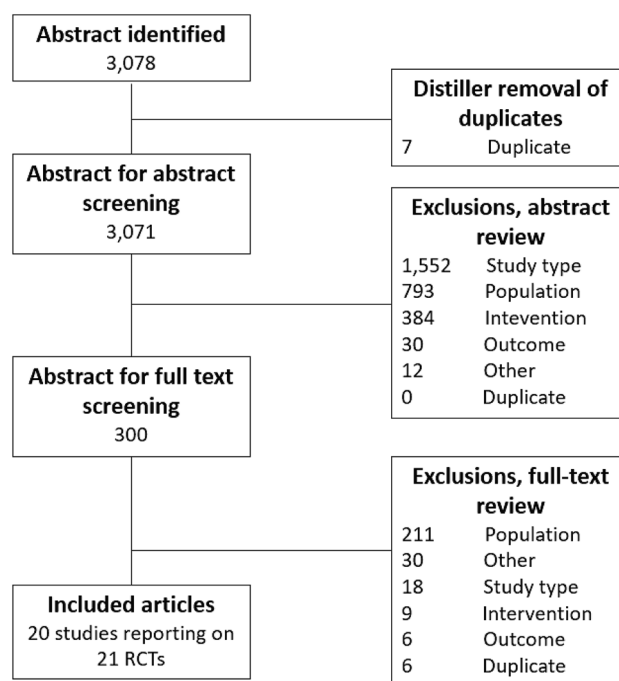 Abstract identified
3,078
Distiller removal of
duplicates
7 Duplicate
Abstract for abstract
screening
3,071
Exclusions, abstract
review
1,552 Study type
793 Population
384 Intevention
30 Outcome
12 Other
0 Duplicate
Abstract for full text
screening
300
Exclusions, full-text
review
211 Population
30 Other
18 Study type
9 Intervention
6 Outcome
6 Duplicate
Included articles
20 studies reporting on
21 RCTs